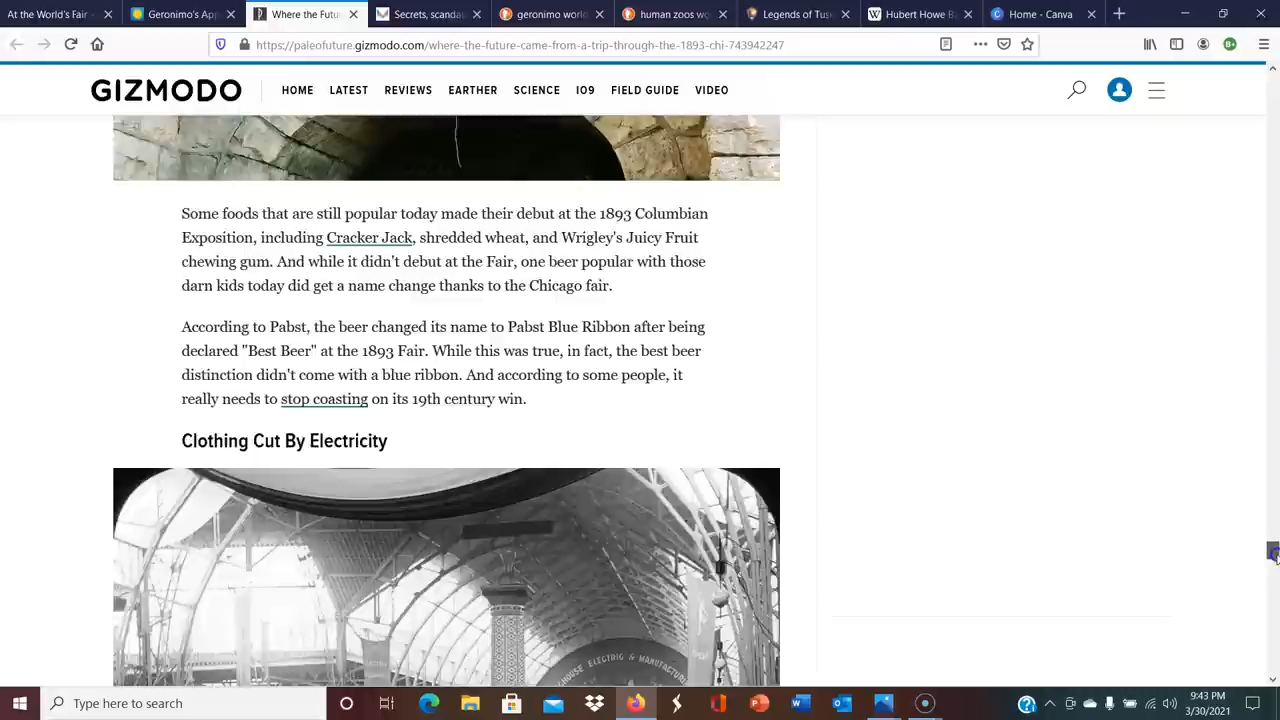 At the World's Fair
Geronimo's Ap
Where the Futu
Secrets, scanda
geronimo world
human zoos wo
Legends of Tus
Hubert Howe B
Home - Canva
https://paleofuture.gizmodo.com/where-the-future-came-from-a-trip-through-the-1893-chi-743942247
GIZMODO
HOME LATEST REVIEWS EARTHER SCIENCE IO9 FIELD GUIDE VIDEO
Some foods that are still popular today made their debut at the 1893 Columbian
Exposition, including Cracker Jack, shredded wheat, and Wrigley's Juicy Fruit
chewing gum. And while it didn't debut at the Fair, one beer popular with those
darn kids today did get a name change thanks to the Chicago fair.
According to Pabst, the beer changed its name to Pabst Blue Ribbon after being
declared "Best Beer" at the 1893 Fair. While this was true, in fact, the best beer
distinction didn't come with a blue ribbon. And according to some people, it
really needs to stop coasting on its 19th century win.
Clothing Cut By Electricity
HOUSE ELECTRIC & MANUFACTUR
Type here to search
9:43 PM
3/30/2021